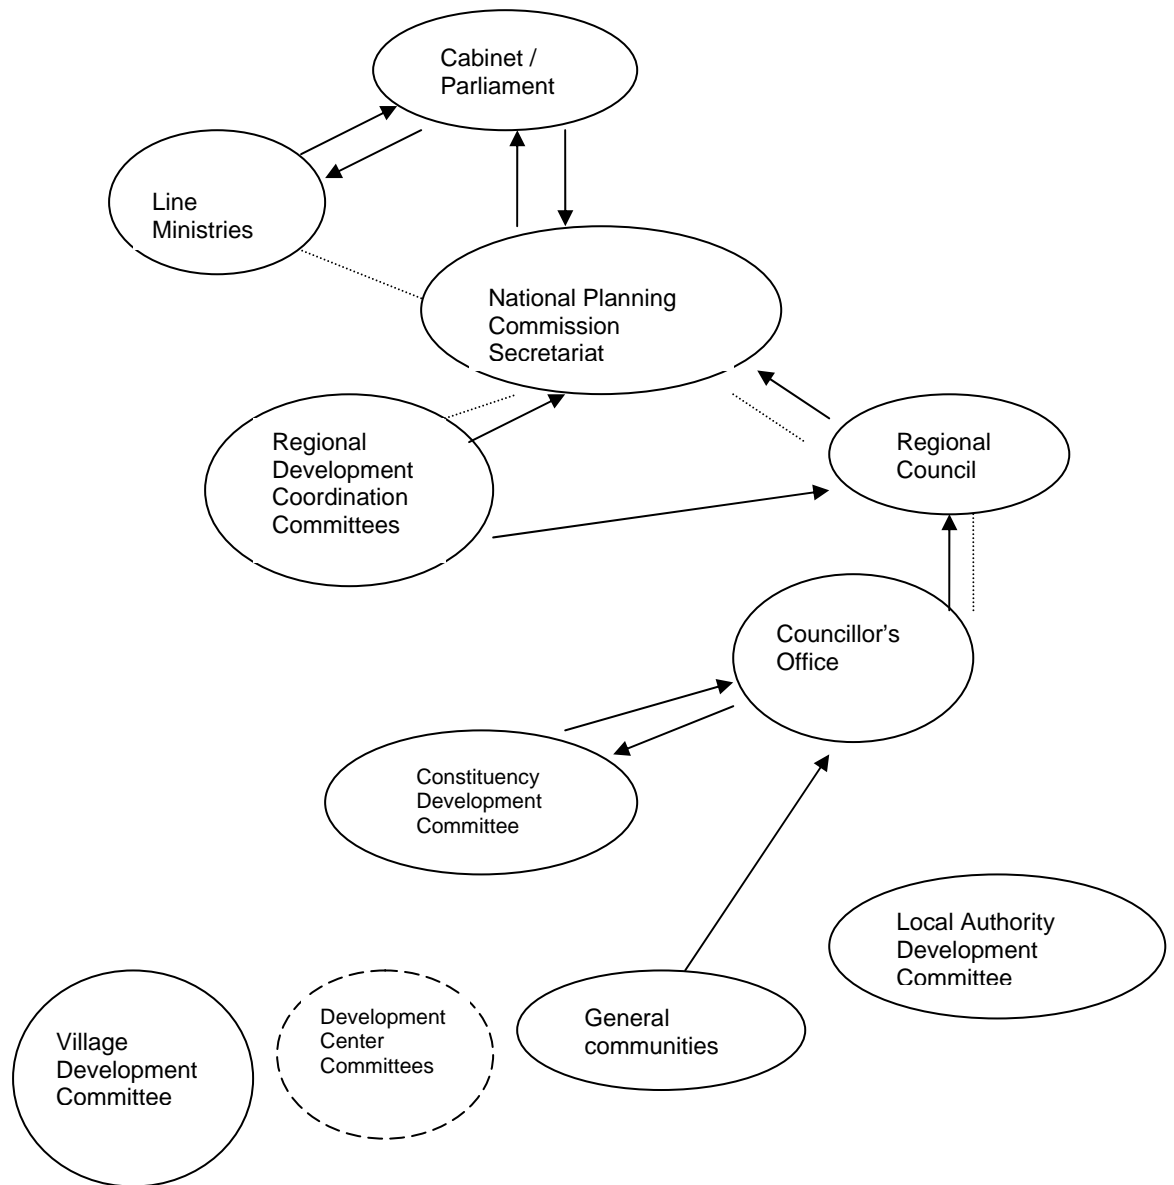 Cabinet /
Parliament
Line
Ministries
National Planning
Commission
Secretariat
Regional
Development
Coordination
Committees
Regional
Council
Councillor's
Office
Constituency
Development
Committee
Local Authority
Development
Committee
Village
Development
Committee
Development
Center
Committees
General
communities